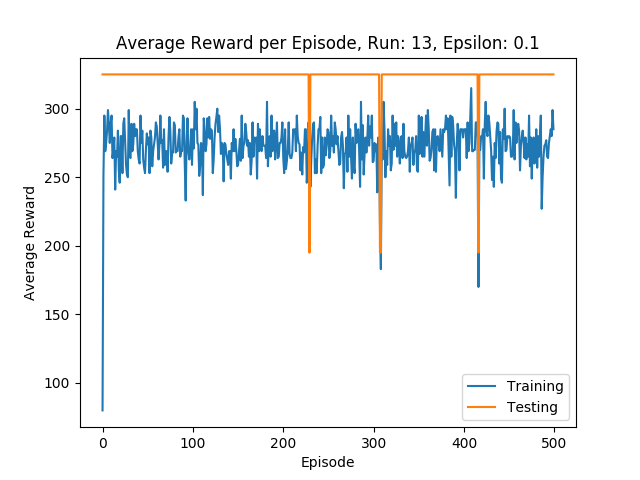 Average Reward per Episode, Run: 13, Epsilon: 0.1
Average Reward
300
250
200
150
100
0
100
200
300
400
500
Episode
Training
Testing